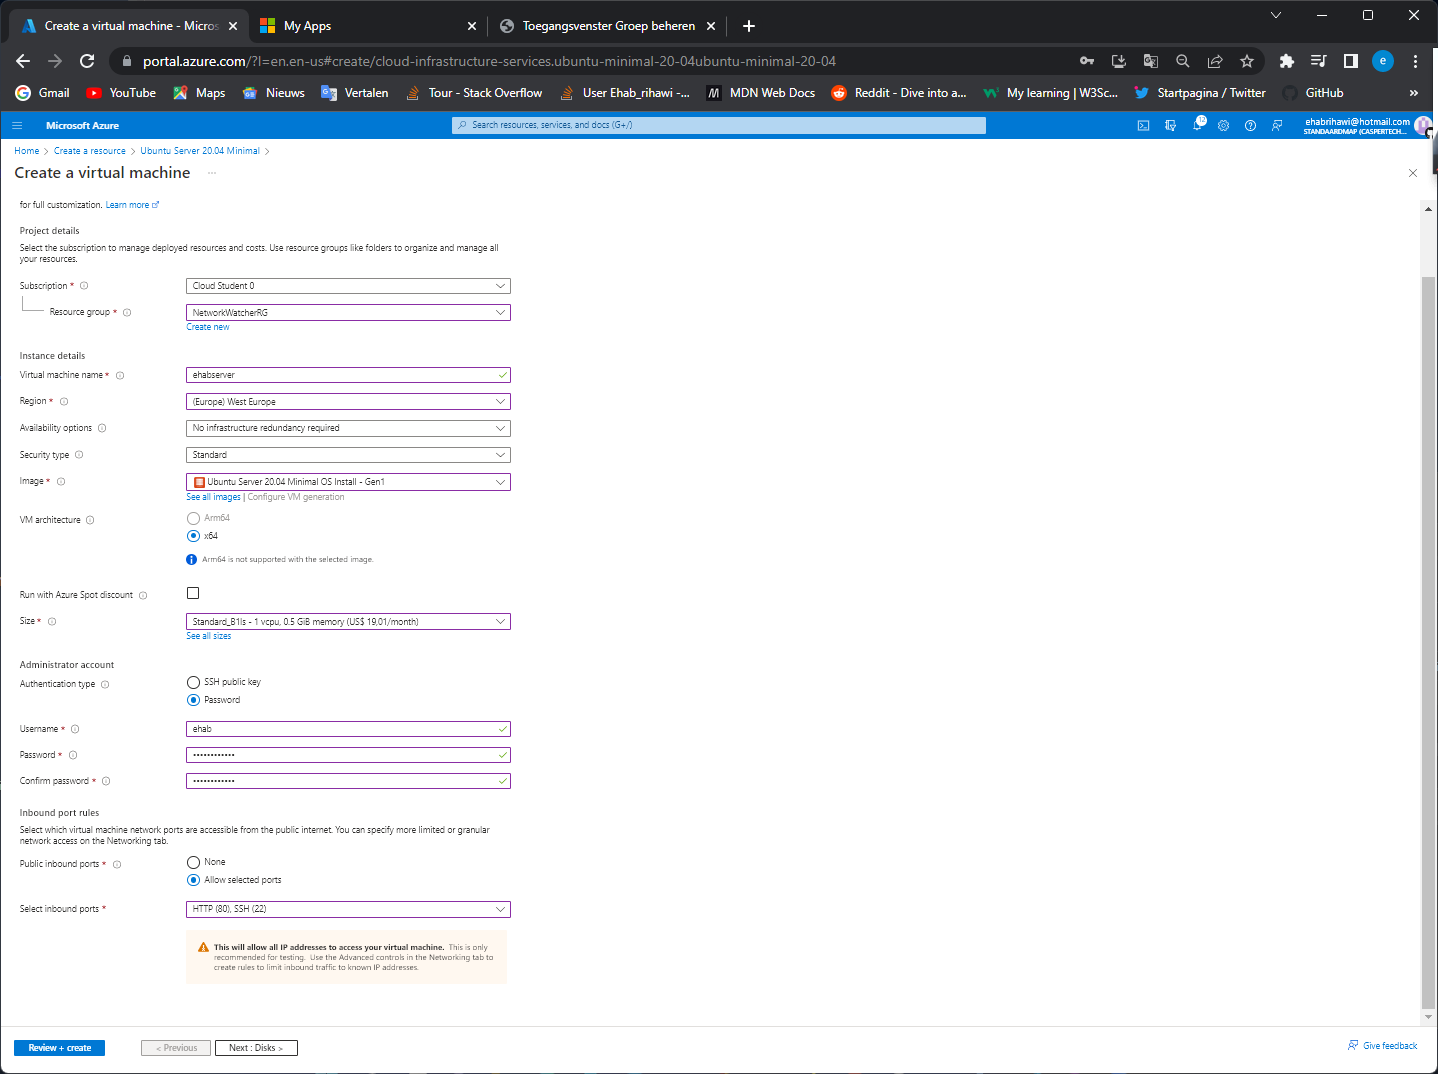 Create a virtual machine - Micros
My Apps
Toegangsvenster Groep beheren
portal.azure.com/?l=en.en-us#create/cloud-infrastructure-services.ubuntu-minimal-20-04ubuntu-minimal-20-04
e
Gmail
YouTube
Maps
Nieuws
Vertalen
Tour - Stack Overflow
User Ehab_rihawi -...
MDN Web Docs
Reddit - Dive into a...
My learning | W3Sc...
Startpagina / Twitter
GitHub
»
Microsoft Azure
Search resources, services, and docs (G+/)
12
ehabrihawi@hotmail.com
STANDAARDMAP (CASPERTECH....
Home > Create a resource > Ubuntu Server 20.04 Minimal >
Create a virtual machine ...
for full customization. Learn more
Project details
Select the subscription to manage deployed resources and costs. Use resource groups like folders to organize and manage all
your resources.
Subscription *
Cloud Student 0
Resource group *
NetworkWatcherRG
Create new
Instance details
Virtual machine name *
ehabserver
Region *
(Europe) West Europe
Availability options
No infrastructure redundancy required
Security type
Standard
Image *
Ubuntu Server 20.04 Minimal OS Install - Gen1
See all images | Configure VM generation
VM architecture
Arm64
x64
Arm64 is not supported with the selected image.
Run with Azure Spot discount
Size *
Standard_B1ls - 1 vcpu, 0.5 GiB memory (US$ 19,01/month)
See all sizes
Administrator account
Authentication type
SSH public key
Password
Username *
ehab
Password *
••••••••••••
Confirm password *
••••••••••••
Inbound port rules
Select which virtual machine network ports are accessible from the public internet. You can specify more limited or granular
network access on the Networking tab.
Public inbound ports *
None
Allow selected ports
Select inbound ports *
HTTP (80), SSH (22)
This will allow all IP addresses to access your virtual machine. This is only
recommended for testing. Use the Advanced controls in the Networking tab to
create rules to limit inbound traffic to known IP addresses.
Review + create
< Previous
Next : Disks >
Give feedback